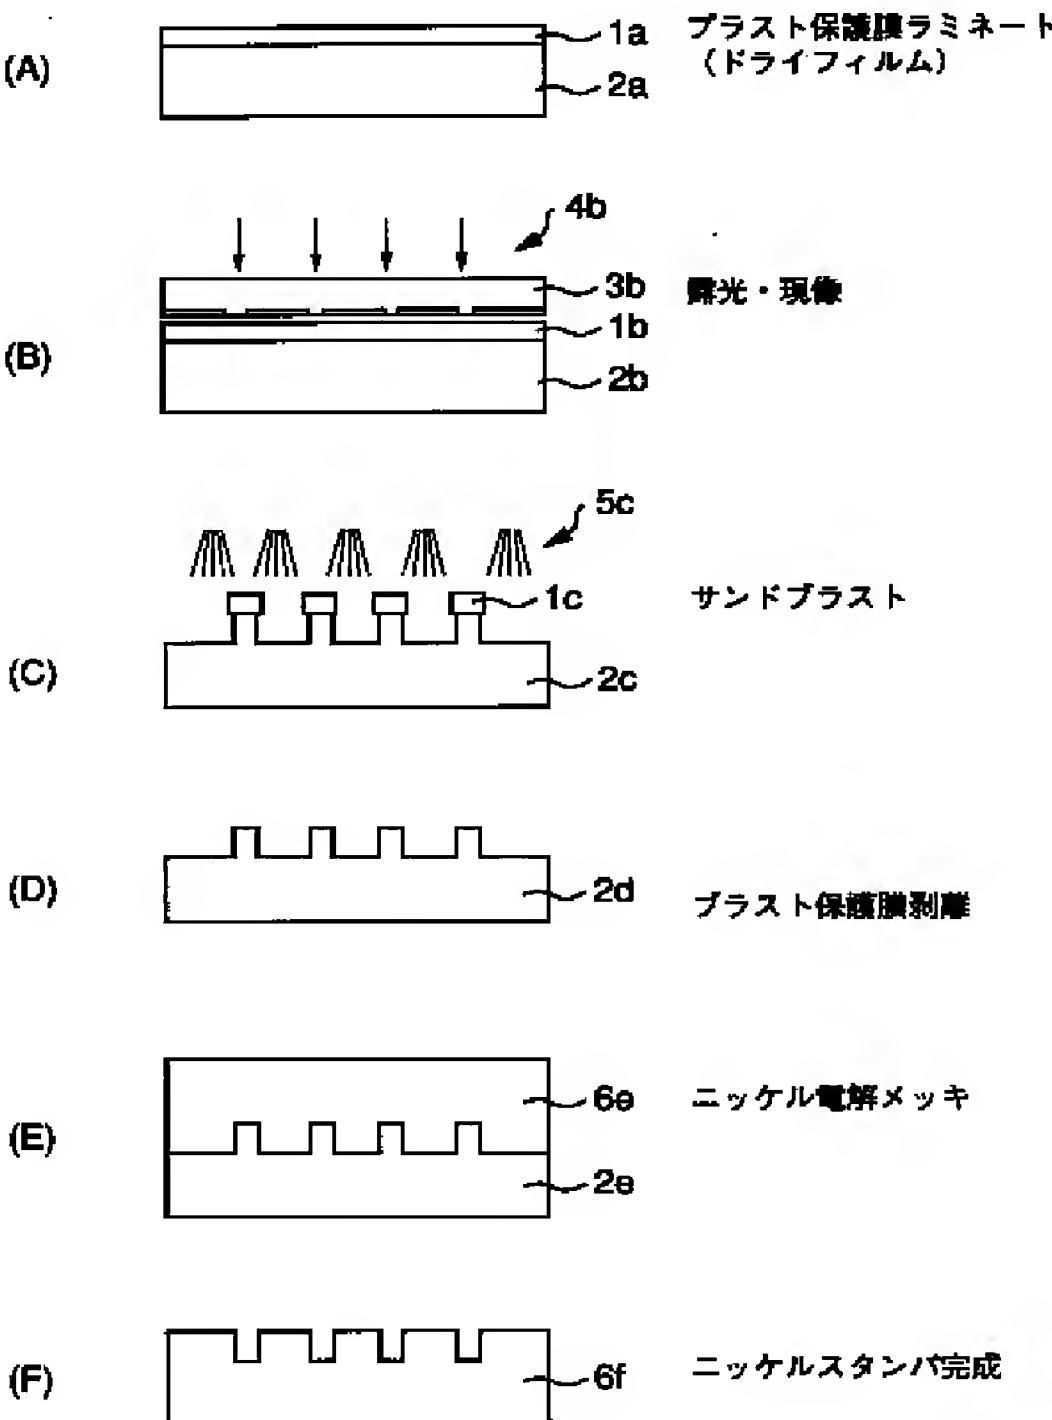 (A)
1a
2a
ブラスト保護膜ラミネート
（ドライフィルム）
(B)
4b
3b
1b
2b
露光・現像
(C)
5c
1c
2c
サンドブラスト
(D)
2d
ブラスト保護膜剥離
(E)
6e
2e
ニッケル電解メッキ
(F)
6f
ニッケルスタンパ完成